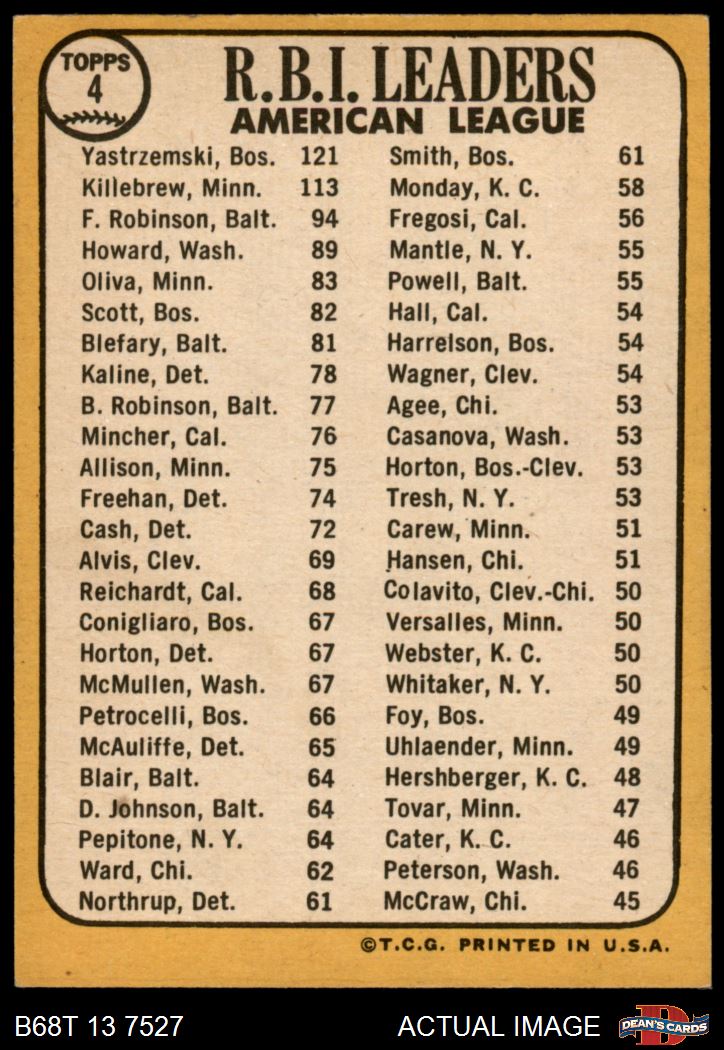 TOPPS
4
R.B.I. LEADERS
AMERICAN LEAGUE
Yastrzemski, Bos. 121
Killebrew, Minn. 113
F. Robinson, Balt. 94
Howard, Wash. 89
Oliva, Minn. 83
Scott, Bos. 82
Blefary, Balt. 81
Kaline, Det. 78
B. Robinson, Balt. 77
Mincher, Cal. 76
Allison, Minn. 75
Freehan, Det. 74
Cash, Det. 72
Alvis, Clev. 69
Reichardt, Cal. 68
Conigliaro, Bos. 67
Horton, Det. 67
McMullen, Wash. 67
Petrocelli, Bos. 66
McAuliffe, Det. 65
Blair, Balt. 64
D. Johnson, Balt. 64
Pepitone, N. Y. 64
Ward, Chi. 62
Northrup, Det. 61
Smith, Bos. 61
Monday, K. C. 58
Fregosi, Cal. 56
Mantle, N. Y. 55
Powell, Balt. 55
Hall, Cal. 54
Harrelson, Bos. 54
Wagner, Clev. 54
Agee, Chi. 53
Casanova, Wash. 53
Horton, Bos.-Clev. 53
Tresh, N. Y. 53
Carew, Minn. 51
Hansen, Chi. 51
Colavito, Clev.-Chi. 50
Versalles, Minn. 50
Webster, K. C. 50
Whitaker, N. Y. 50
Foy, Bos. 49
Uhlaender, Minn. 49
Hershberger, K. C. 48
Tovar, Minn. 47
Cater, K. C. 46
Peterson, Wash. 46
McCraw, Chi. 45
©T.C.G. PRINTED IN U.S.A.
B68T 13 7527
ACTUAL IMAGE
D
DEAN'S CARDS